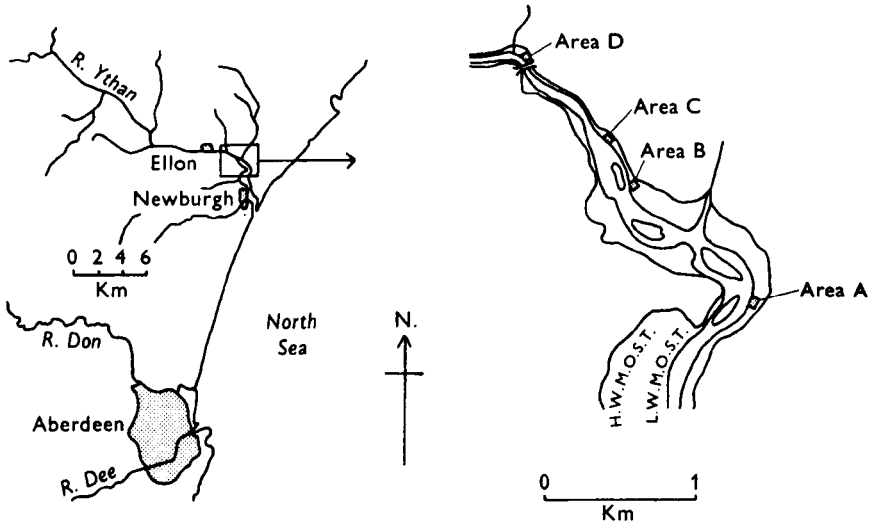 R. Ythan
Ellon
Newburgh
0 2 4 6
Km
R. Don
Aberdeen
R. Dee
North
Sea
N.
Area D
Area C
Area B
Area A
H.W.M.O.S.T.
L.W.M.O.S.T.
0 1
Km